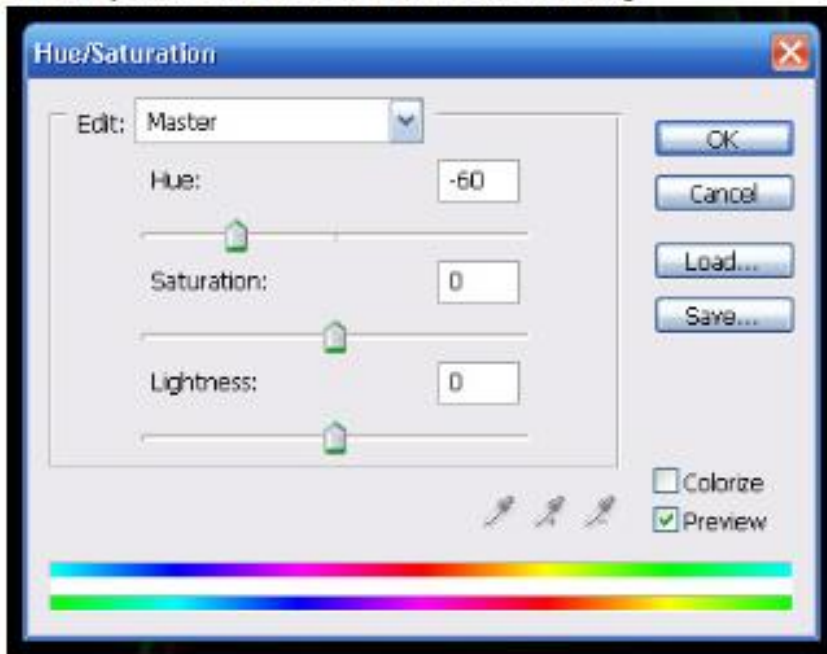 Hue/Saturation
Edit: Master
Hue: -60
Saturation: 0
Lightness: 0
OK
Cancel
Load...
Save...
Colorize
Preview